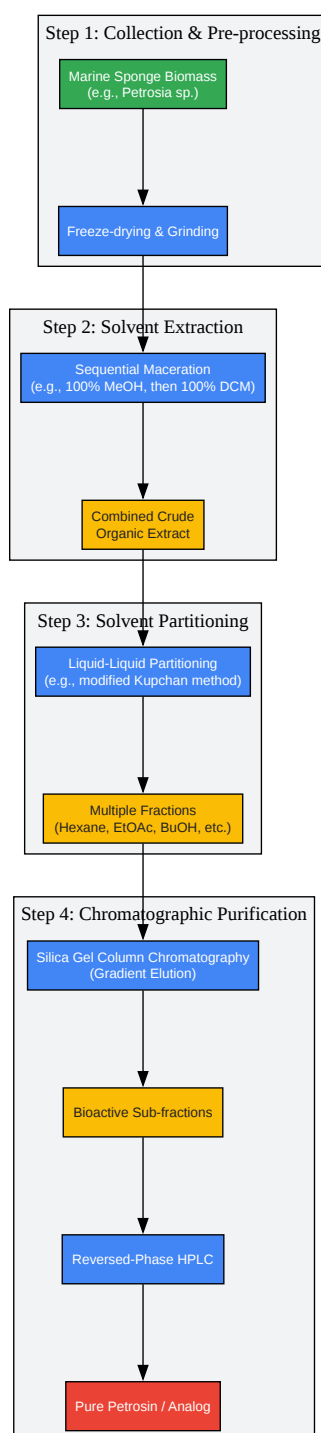 Step 1: Collection & Pre-processing
Marine Sponge Biomass
(e.g., Petrosia sp.)
Freeze-drying & Grinding
Step 2: Solvent Extraction
Sequential Maceration
(e.g., 100% MeOH, then 100% DCM)
Combined Crude
Organic Extract
Step 3: Solvent Partitioning
Liquid-Liquid Partitioning
(e.g., modified Kupchan method)
Multiple Fractions
(Hexane, EtOAc, BuOH, etc.)
Step 4: Chromatographic Purification
Silica Gel Column Chromatography
(Gradient Elution)
Bioactive Sub-fractions
Reversed-Phase HPLC
Pure Petrosin / Analog